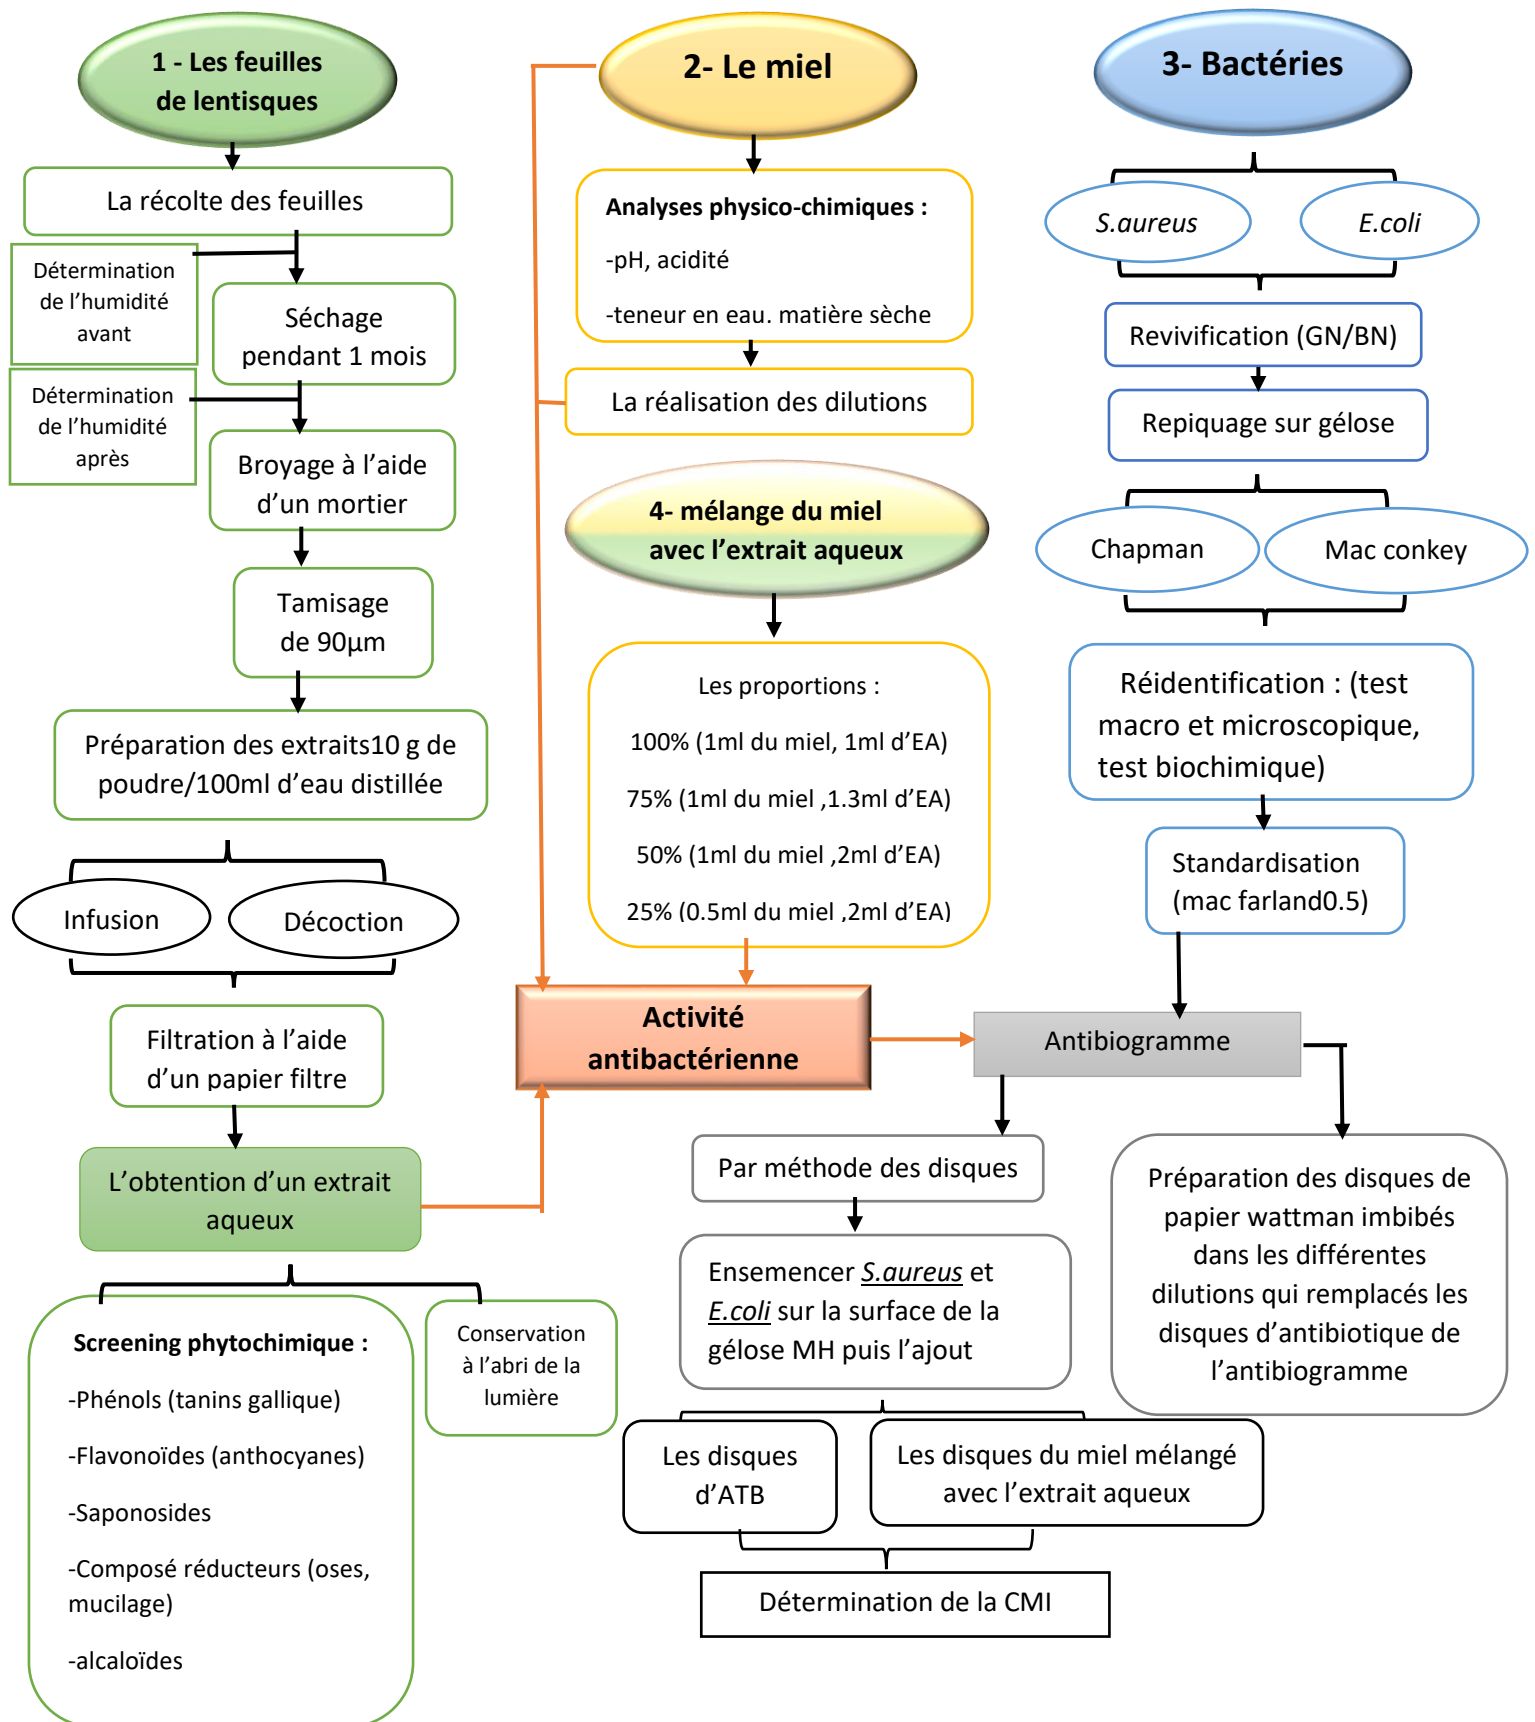 1 - Les feuilles
de lentisques
La récolte des feuilles
Détermination
de l'humidité
avant
Séchage
pendant 1 mois
Détermination
de l'humidité
après
Broyage à l'aide
d'un mortier
Tamisage
de 90µm
Préparation des extraits10 g de
poudre/100ml d'eau distillée
Infusion
Décoction
Filtration à l'aide
d'un papier filtre
L'obtention d'un extrait
aqueux
Screening phytochimique :
-Phénols (tanins gallique)
-Flavonoïdes (anthocyanes)
-Saponosides
-Composé réducteurs (oses,
mucilage)
-alcaloïdes
Conservation
à l'abri de la
lumière
2- Le miel
Analyses physico-chimiques :
-pH, acidité
-teneur en eau. matière sèche
La réalisation des dilutions
4- mélange du miel
avec l'extrait aqueux
Les proportions :
100% (1ml du miel, 1ml d'EA)
75% (1ml du miel ,1.3ml d'EA)
50% (1ml du miel ,2ml d'EA)
25% (0.5ml du miel ,2ml d'EA)
Activité
antibactérienne
3- Bactéries
S.aureus
E.coli
Revivification (GN/BN)
Repiquage sur gélose
Chapman
Mac conkey
Réidentification : (test
macro et microscopique,
test biochimique)
Standardisation
(mac farland0.5)
Antibiogramme
Par méthode des disques
Ensemencer S.aureus et
E.coli sur la surface de la
gélose MH puis l'ajout
Les disques
d'ATB
Les disques du miel mélangé
avec l'extrait aqueux
Détermination de la CMI
Préparation des disques de
papier wattman imbibés
dans les différentes
dilutions qui remplacés les
disques d'antibiotique de
l'antibiogramme